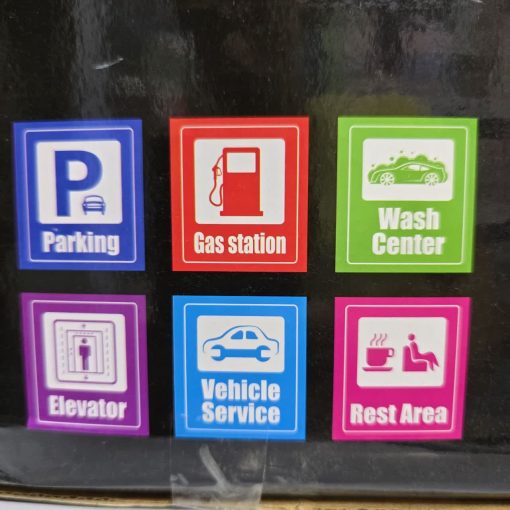 P
Parking
Gas station
Wash
Center
Elevator
Vehicle
Service
Rest Area